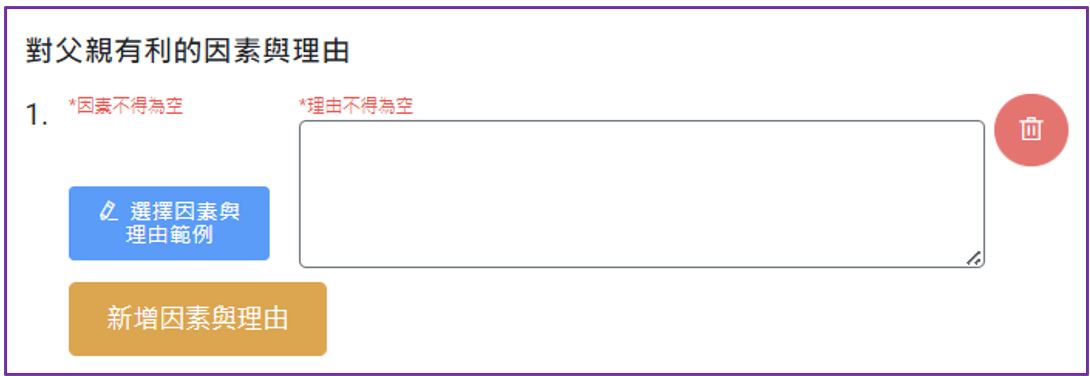 對父親有利的因素與理由
1.
*因素不得為空
*理由不得為空
選擇因素與
理由範例
新增因素與理由